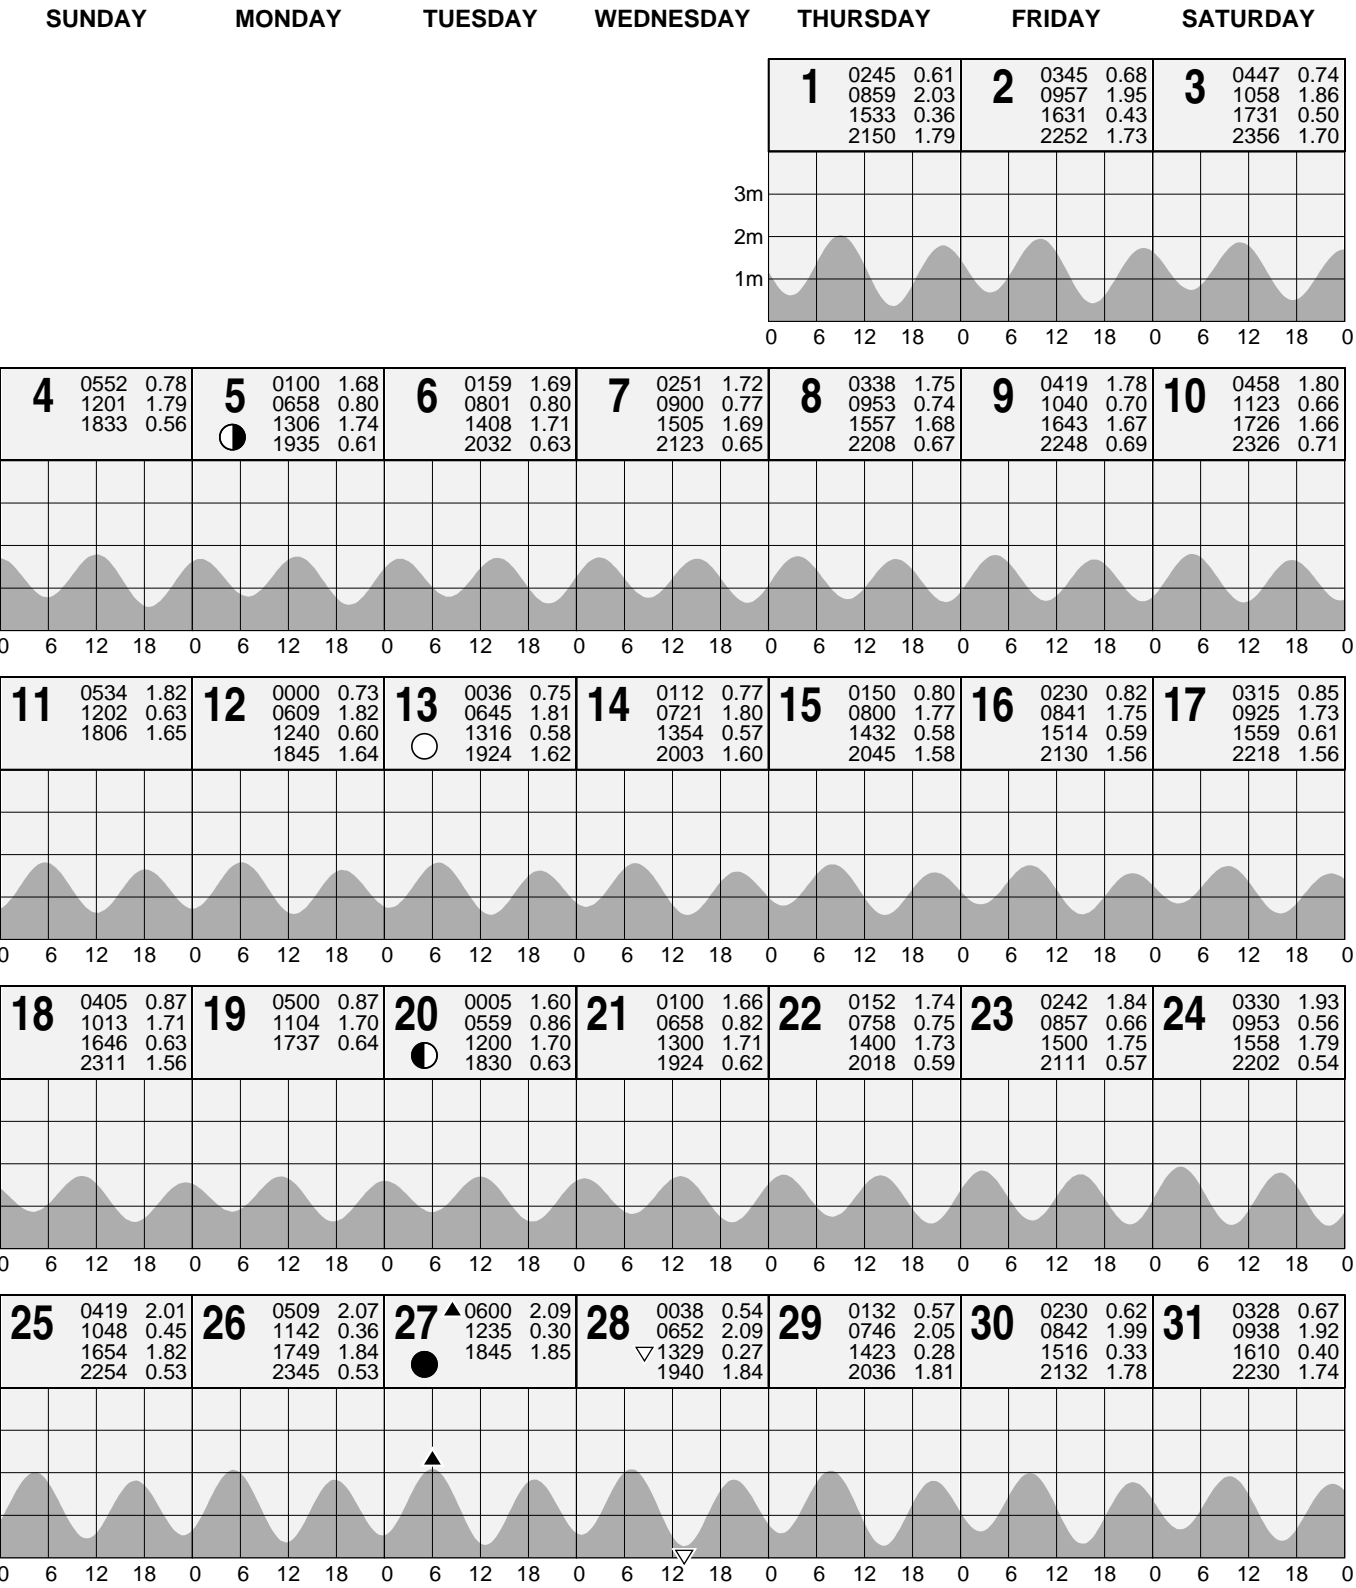 SUNDAY MONDAY TUESDAY WEDNESDAY THURSDAY FRIDAY SATURDAY
1 0245 0.61 2 0345 0.68 3 0447 0.74
0859 2.03 0957 1.95 1058 1.86
1533 0.36 1631 0.43 1731 0.50
2150 1.79 2252 1.73 2356 1.70
3m
2m
1m
0 6 12 18 0 6 12 18 0 6 12 18 0
4 0552 0.78 5 0100 1.68 6 0159 1.69 7 0251 1.72 8 0338 1.75 9 0419 1.78 10 0458 1.80
1201 1.79 0658 0.80 0801 0.80 0900 0.77 0953 0.74 1040 0.70 1123 0.66
1833 0.56 1306 1.74 1408 1.71 1505 1.69 1557 1.68 1643 1.67 1726 1.66
1935 0.61 2032 0.63 2123 0.65 2208 0.67 2248 0.69 2326 0.71
0 6 12 18 0 6 12 18 0 6 12 18 0 6 12 18 0 6 12 18 0 6 12 18 0 6 12 18 0
11 0534 1.82 12 0000 0.73 13 0036 0.75 14 0112 0.77 15 0150 0.80 16 0230 0.82 17 0315 0.85
1202 0.63 0609 1.82 0645 1.81 0721 1.80 0800 1.77 0841 1.75 0925 1.73
1806 1.65 1240 0.60 1316 0.58 1354 0.57 1432 0.58 1514 0.59 1559 0.61
1845 1.64 1924 1.62 2003 1.60 2045 1.58 2130 1.56 2218 1.56
0 6 12 18 0 6 12 18 0 6 12 18 0 6 12 18 0 6 12 18 0 6 12 18 0 6 12 18 0
18 0405 0.87 19 0500 0.87 20 0005 1.60 21 0100 1.66 22 0152 1.74 23 0242 1.84 24 0330 1.93
1013 1.71 1104 1.70 0559 0.86 0658 0.82 0758 0.75 0857 0.66 0953 0.56
1646 0.63 1737 0.64 1200 1.70 1300 1.71 1400 1.73 1500 1.75 1558 1.79
2311 1.56 1830 0.63 1924 0.62 2018 0.59 2111 0.57 2202 0.54
0 6 12 18 0 6 12 18 0 6 12 18 0 6 12 18 0 6 12 18 0 6 12 18 0 6 12 18 0
25 0419 2.01 26 0509 2.07 27 0600 2.09 28 0038 0.54 29 0132 0.57 30 0230 0.62 31 0328 0.67
1048 0.45 1142 0.36 1235 0.30 0652 2.09 0746 2.05 0842 1.99 0938 1.92
1654 1.82 1749 1.84 1845 1.85 1329 0.27 1423 0.28 1516 0.33 1610 0.40
2254 0.53 2345 0.53 1940 1.84 2036 1.81 2132 1.78 2230 1.74
0 6 12 18 0 6 12 18 0 6 12 18 0 6 12 18 0 6 12 18 0 6 12 18 0 6 12 18 0